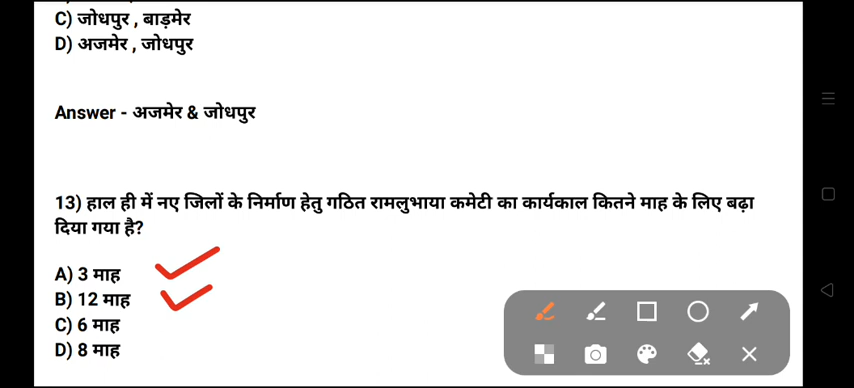 C) जोधपुर , बाड़मेर
D) अजमेर , जोधपुर
Answer - अजमेर & जोधपुर
13) हाल ही में नए जिलों के निर्माण हेतु गठित रामलुभाया कमेटी का कार्यकाल कितने माह के लिए बढ़ा
दिया गया है?
A) 3 माह
B) 12 माह
C) 6 माह
D) 8 माह